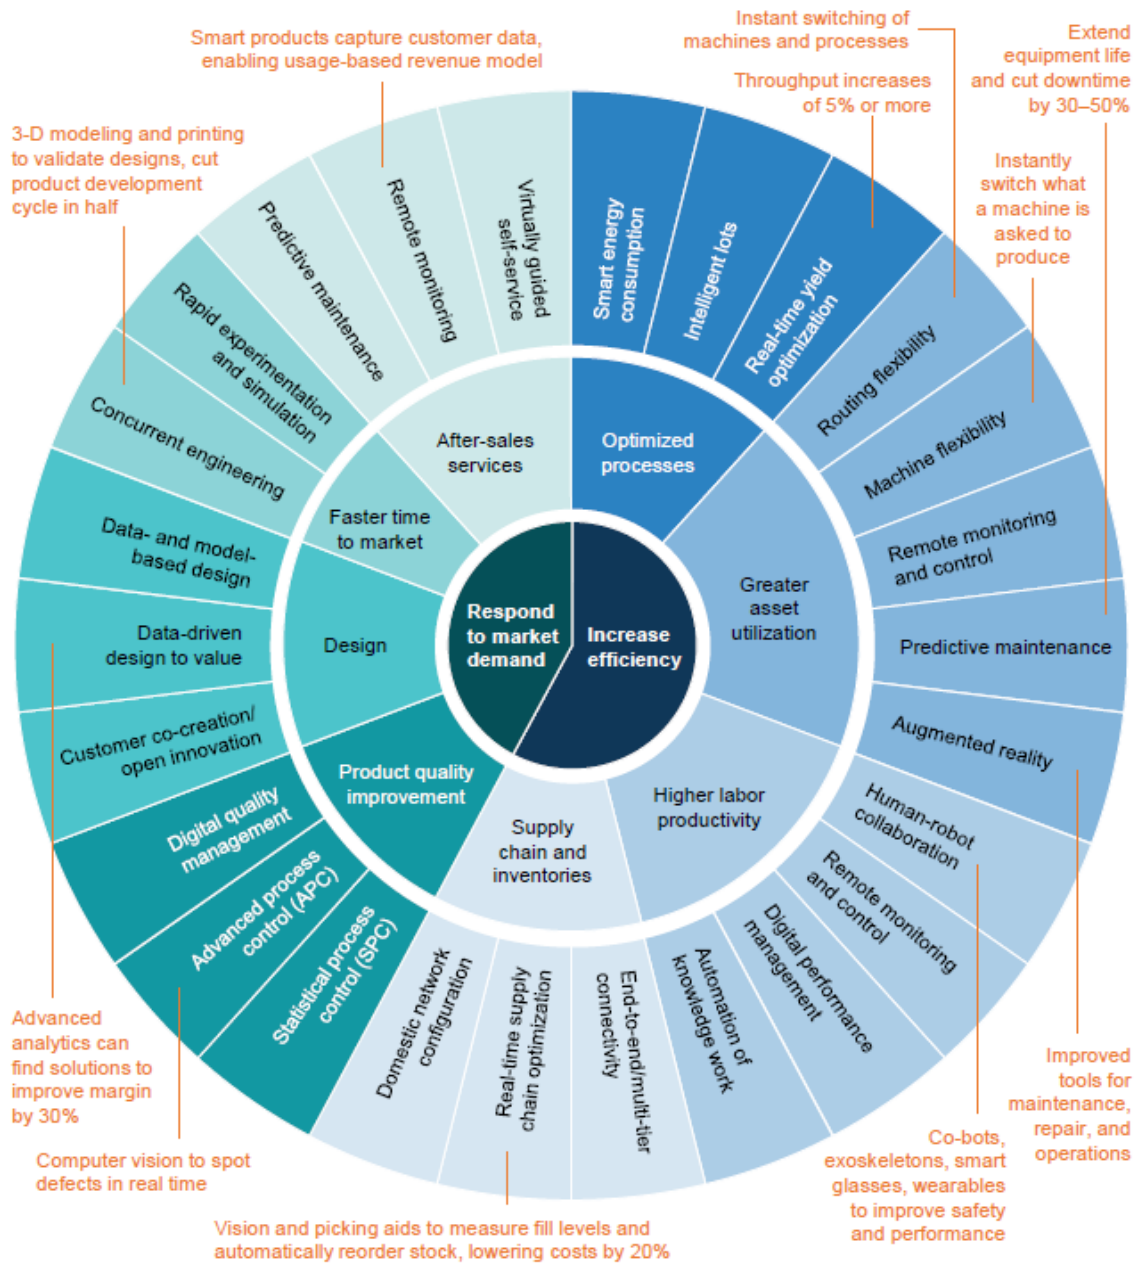 Instant switching of
machines and processes
Smart products capture customer data,
enabling usage-based revenue model
Throughput increases
of 5% or more
Extend
equipment life
and cut downtime
by 30–50%
3-D modeling and printing
to validate designs, cut
product development
cycle in half
Instantly
switch what
a machine is
asked to
produce
Smart energy
consumption
Intelligent lots
Real-time yield
optimization
Routing flexibility
Machine flexibility
Remote monitoring
and control
Predictive maintenance
Augmented reality
Human-robot
collaboration
Remote monitoring
and control
Digital performance
management
Automation of
knowledge work
End-to-end/multi-tier
connectivity
Real-time supply
chain optimization
Domestic network
configuration
Statistical process
control (SPC)
Advanced process
control (APC)
Digital quality
management
Customer co-creation/
open innovation
Data-driven
design to value
Data- and model-
based design
Concurrent engineering
Rapid experimentation
and simulation
Predictive maintenance
Remote monitoring
Virtually guided
self-service
Optimized
processes
Greater
asset
utilization
Higher labor
productivity
Supply
chain and
inventories
Product quality
improvement
Design
Faster time
to market
After-sales
services
Respond
to market
demand
Increase
efficiency
Advanced
analytics can
find solutions to
improve margin
by 30%
Computer vision to spot
defects in real time
Vision and picking aids to measure fill levels and
automatically reorder stock, lowering costs by 20%
Co-bots,
exoskeletons, smart
glasses, wearables
to improve safety
and performance
Improved
tools for
maintenance,
repair, and
operations